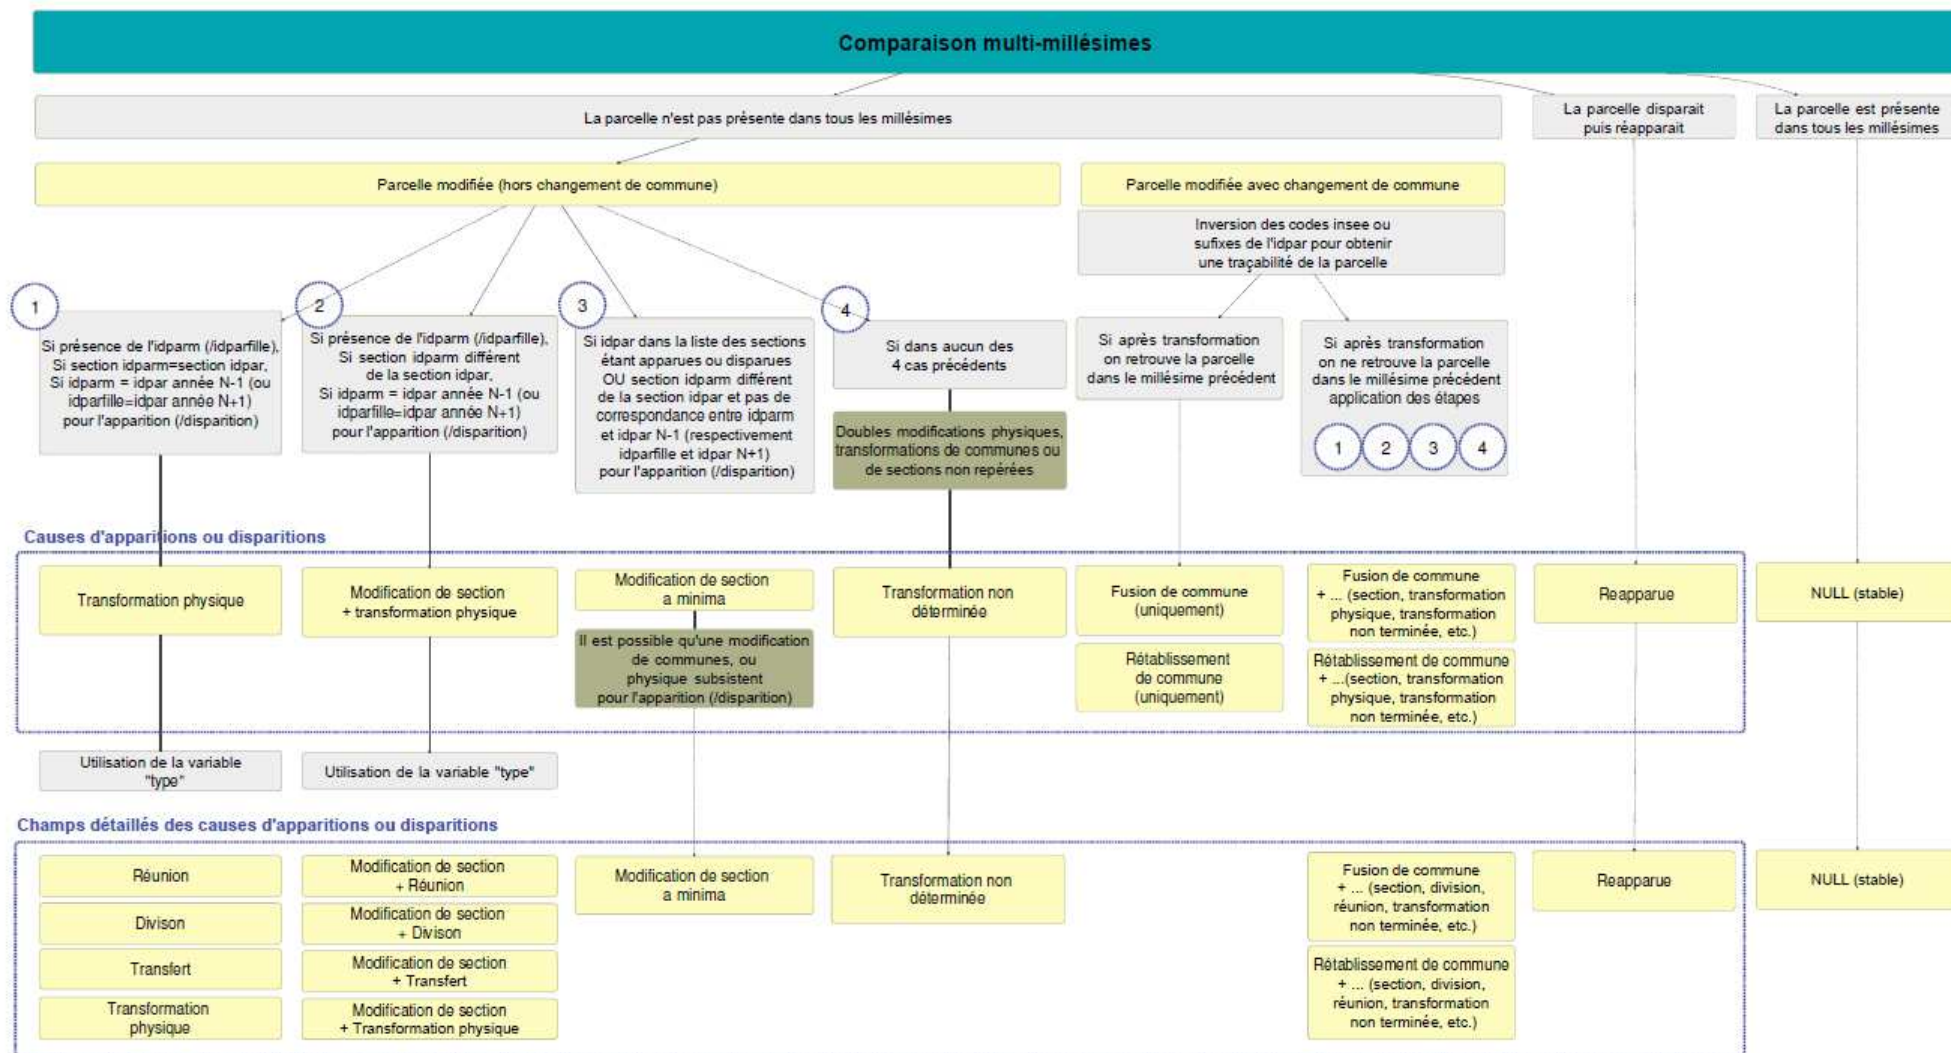 Comparaison multi-millésimes
La parcelle n'est pas présente dans tous les millésimes
La parcelle disparait
puis réapparait
La parcelle est présente
dans tous les millésimes
Parcelle modifiée (hors changement de commune)
Parcelle modifiée avec changement de commune
Inversion des codes insee ou
sufixes de l'idpar pour obtenir
une traçabilité de la parcelle
1
Si présence de l'idparm (/idparfille),
Si section idparm=section idpar,
Si idparm = idpar année N-1 (ou
idparfille=idpar année N+1)
pour l'apparition (/disparition)
2
Si présence de l'idparm (/idparfille),
Si section idparm différent
de la section idpar,
Si idparm = idpar année N-1 (ou
idparfille=idpar année N+1)
pour l'apparition (/disparition)
3
Si idpar dans la liste des sections
étant apparues ou disparues
OU section idparm différent
de la section idpar et pas de
correspondance entre idparm
et idpar N-1 (respectivement
idparfille et idpar N+1)
pour l'apparition (/disparition)
4
Si dans aucun des
4 cas précédents
Doubles modifications physiques,
transformations de communes ou
de sections non repérées
Si après transformation
on retrouve la parcelle
dans le millésime précédent
Si après transformation
on ne retrouve la parcelle
dans le millésime précédent
application des étapes
1 2 3 4
Causes d'apparitions ou disparitions
Transformation physique
Modification de section
+ transformation physique
Modification de section
a minima
Il est possible qu'une modification
de communes, ou
physique subsistent
pour l'apparition (/disparition)
Transformation non
déterminée
Fusion de commune
(uniquement)
Rétablissement
de commune
(uniquement)
Fusion de commune
+ ... (section, transformation
physique, transformation
non terminée, etc.)
Rétablissement de commune
+ ...(section, transformation
physique, transformation
non terminée, etc.)
Reapparue
NULL (stable)
Utilisation de la variable
"type"
Utilisation de la variable "type"
Champs détaillés des causes d'apparitions ou disparitions
Réunion
Divison
Transfert
Transformation
physique
Modification de section
+ Réunion
Modification de section
+ Divison
Modification de section
+ Transfert
Modification de section
+ Transformation physique
Modification de section
a minima
Transformation non
déterminée
Fusion de commune
+ ... (section, division,
réunion, transformation
non terminée, etc.)
Rétablissement de commune
+ ... (section, division,
réunion, transformation
non terminée, etc.)
Reapparue
NULL (stable)